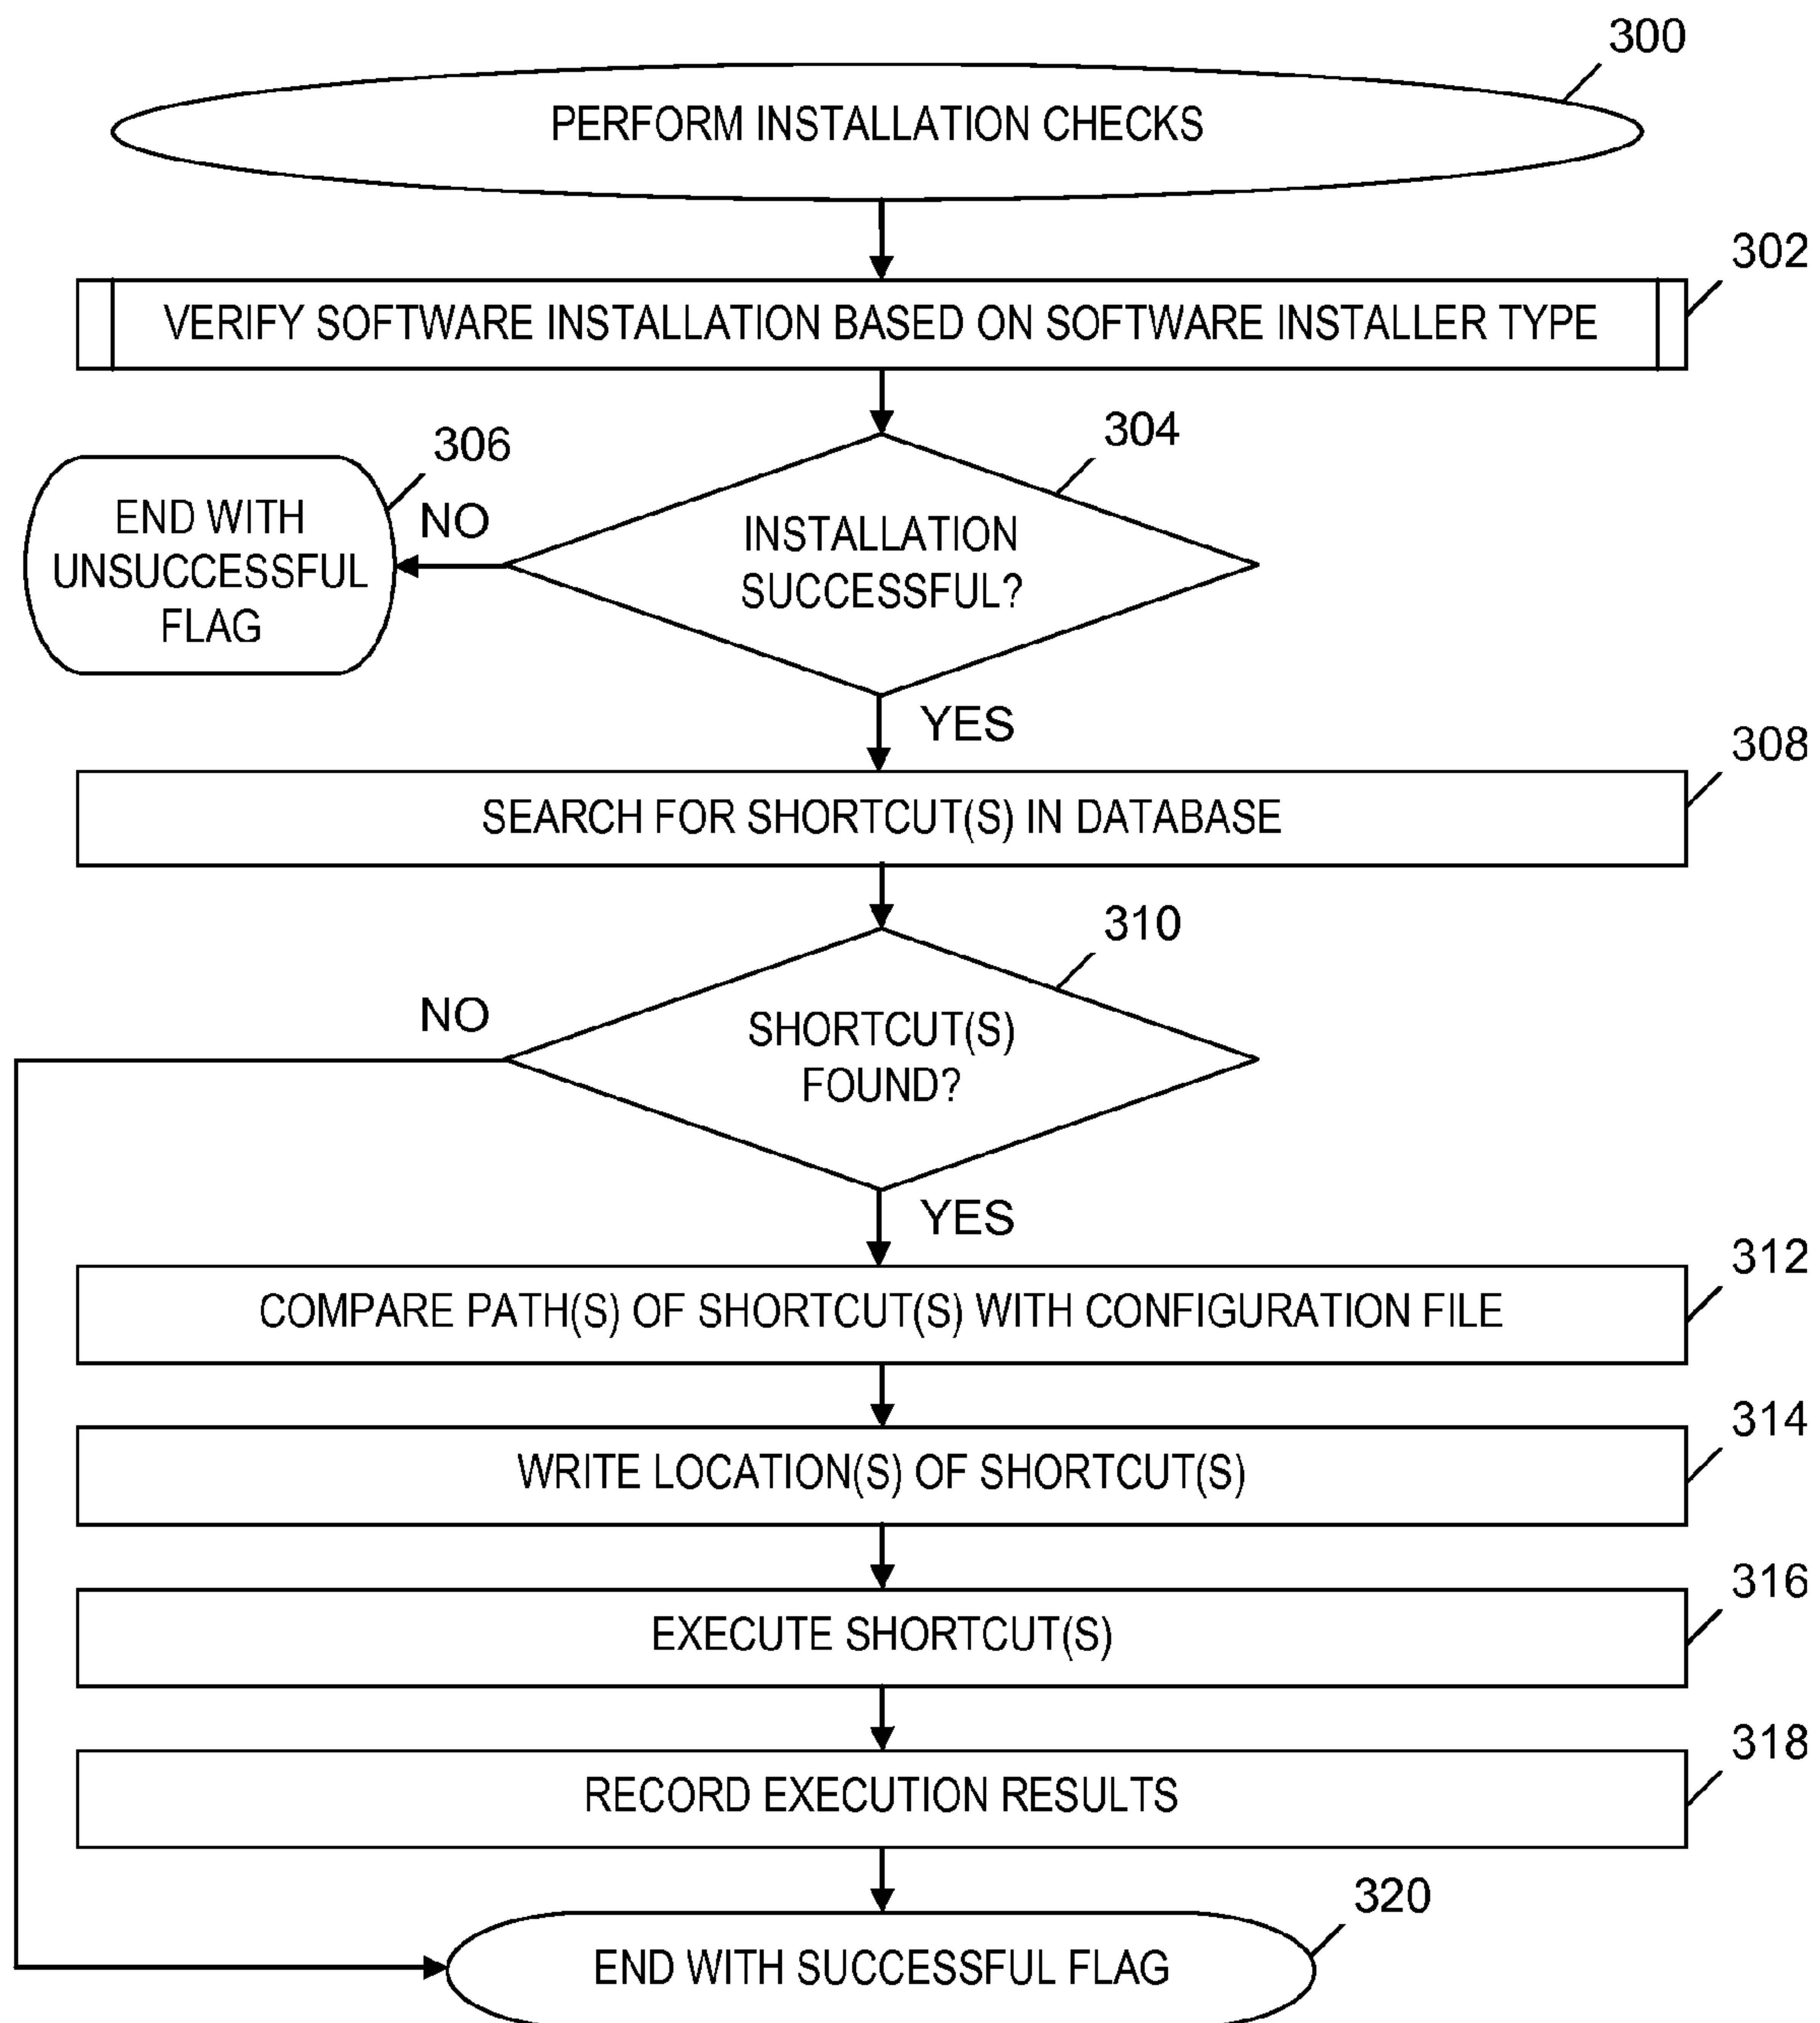 300
PERFORM INSTALLATION CHECKS
302
VERIFY SOFTWARE INSTALLATION BASED ON SOFTWARE INSTALLER TYPE
304
306
END WITH
UNSUCCESSFUL
FLAG
NO
INSTALLATION
SUCCESSFUL?
YES
308
SEARCH FOR SHORTCUT(S) IN DATABASE
310
NO
SHORTCUT(S)
FOUND?
YES
312
COMPARE PATH(S) OF SHORTCUT(S) WITH CONFIGURATION FILE
314
WRITE LOCATION(S) OF SHORTCUT(S)
316
EXECUTE SHORTCUT(S)
318
RECORD EXECUTION RESULTS
320
END WITH SUCCESSFUL FLAG